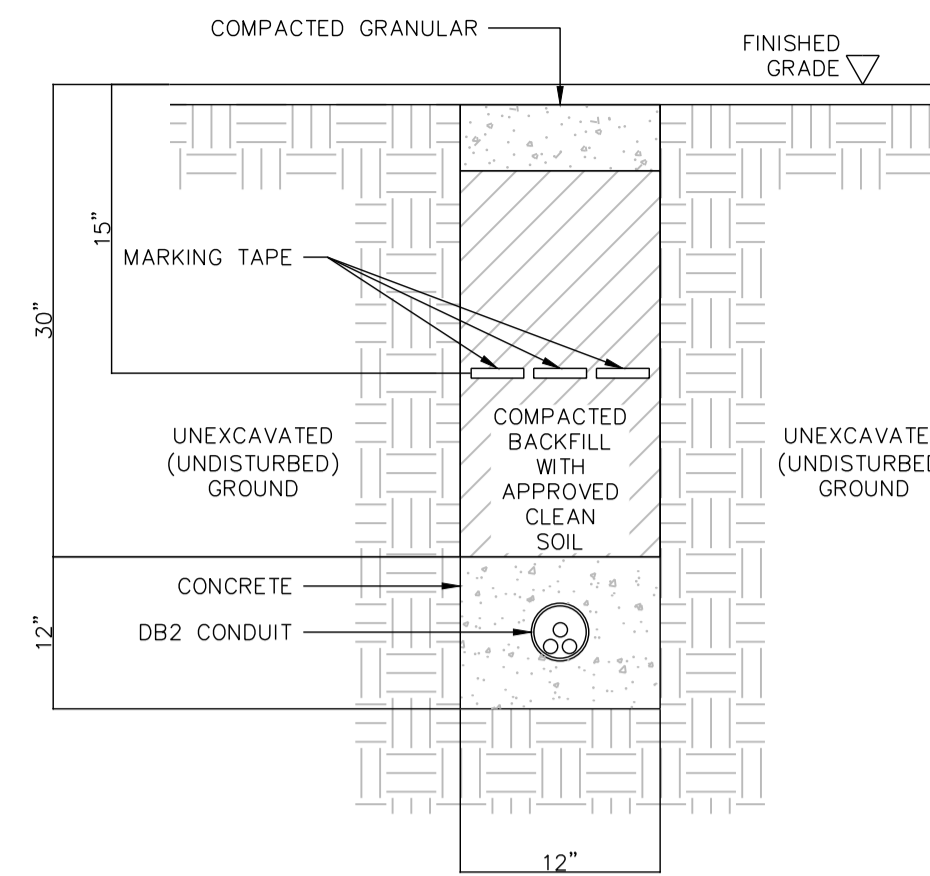 COMPACTED GRANULAR
FINISHED
GRADE
15"
MARKING TAPE
30"
COMPACTED
BACKFILL
WITH
APPROVED
CLEAN
SOIL
UNEXCAVATED
(UNDISTURBED)
GROUND
UNEXCAVATE
(UNDISTURBED
GROUND
CONCRETE
DB2 CONDUIT
12"
12"